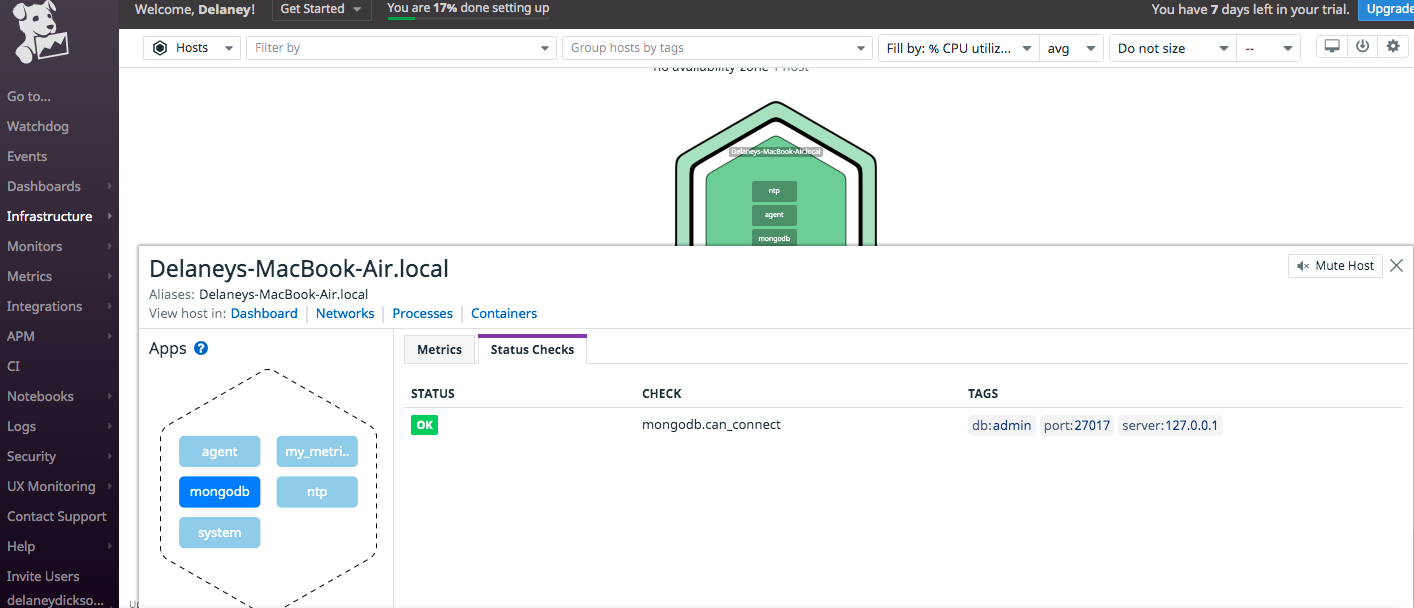 Welcome, Delaney!
Get Started
You are 17% done setting up
You have 7 days left in your trial.
Upgrade
Hosts
Filter by
Group hosts by tags
Fill by: % CPU utiliz...
avg
Do not size
--
no availability zone 1 host
Go to...
Watchdog
Events
Dashboards
Infrastructure
Monitors
Metrics
Integrations
APM
CI
Notebooks
Logs
Security
UX Monitoring
Contact Support
Help
Invite Users
delaneydickso...
Delaneys-MacBook-Air.local
ntp
agent
mongodb
Delaneys-MacBook-Air.local
Mute Host
Aliases: Delaneys-MacBook-Air.local
View host in: Dashboard Networks Processes Containers
Apps ?
agent
my_metri..
mongodb
ntp
system
Metrics
Status Checks
STATUS CHECK TAGS
OK mongodb.can_connect db:admin port:27017 server:127.0.0.1